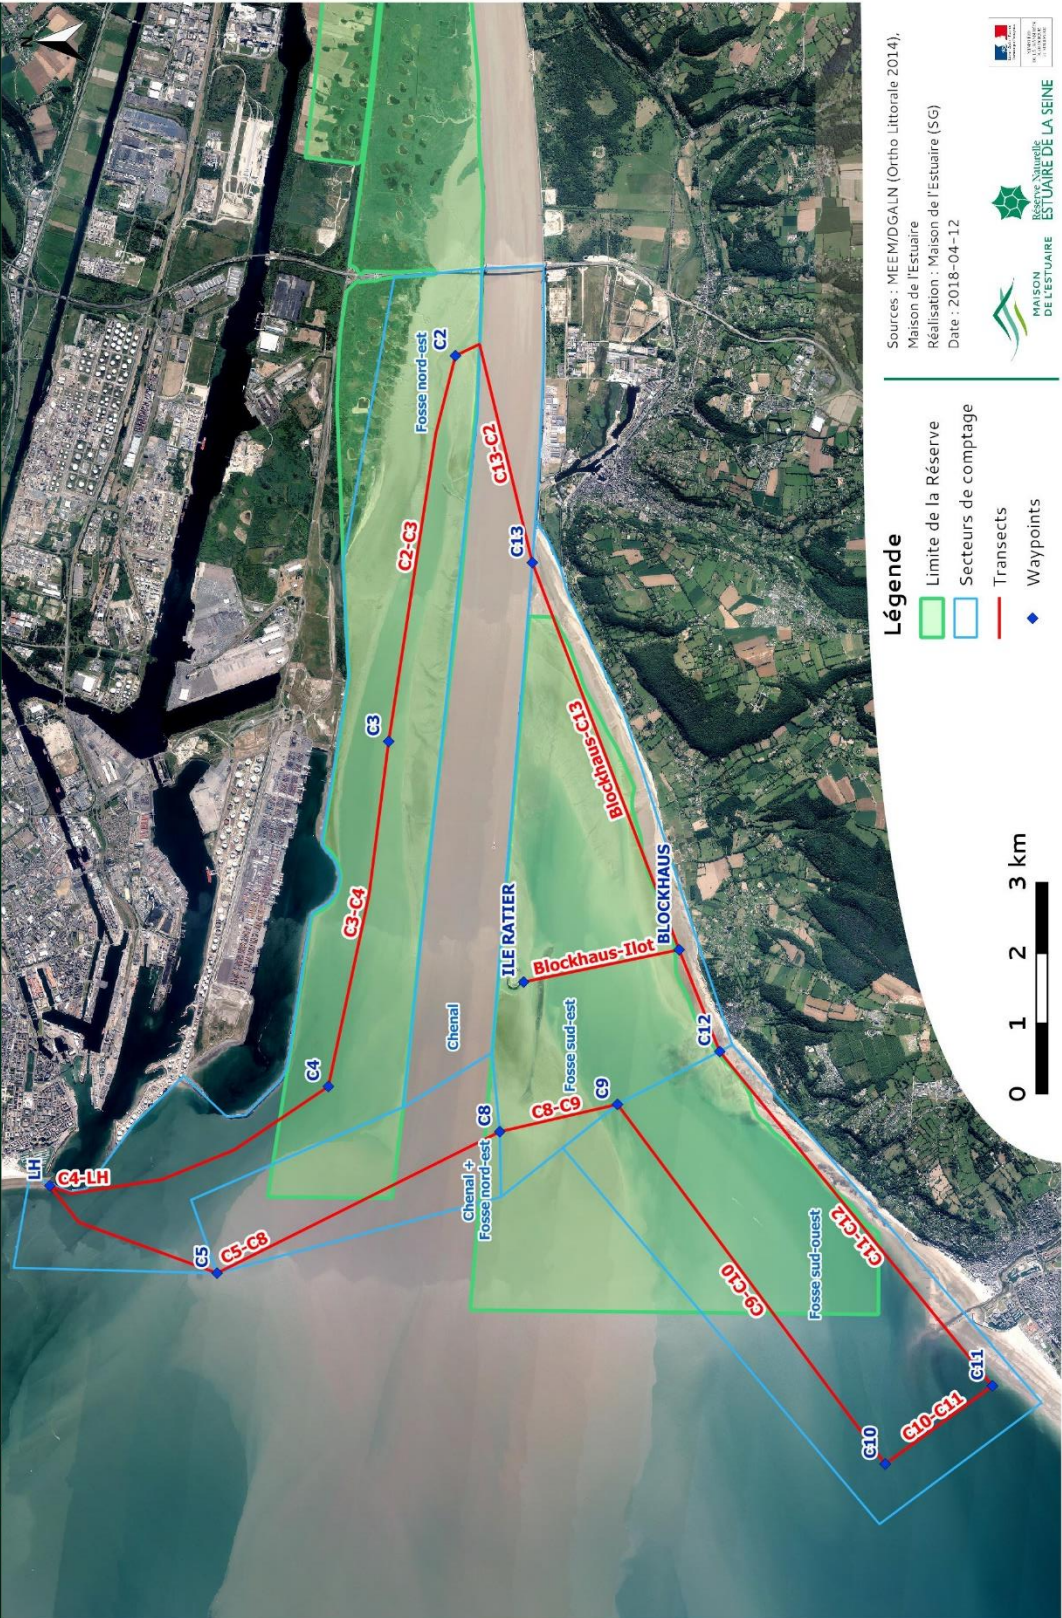 N
LH
C4-LH
C5
C5-C8
C4
C3-C4
C3
C2-C3
Fosse nord-est
C2
C13-C2
C13
Chenal
Chenal +
Fosse nord-est
C8
C8-C9
C9
ILE RATIER
Blockhaus-Ilot
Fosse sud-est
BLOCKHAUS
Blockhaus-C13
C12
C11-C12
C9-C10
Fosse sud-ouest
C10
C10-C11
C11
0 1 2 3 km
Légende
Limite de la Réserve
Secteurs de comptage
Transects
Waypoints
Sources : MEEM/DGALN (Ortho Littorale 2014),
Maison de l'Estuaire
Réalisation : Maison de l'Estuaire (SG)
Date : 2018-04-12
MAISON
DE L'ESTUAIRE
Réserve Naturelle
ESTUAIRE DE LA SEINE